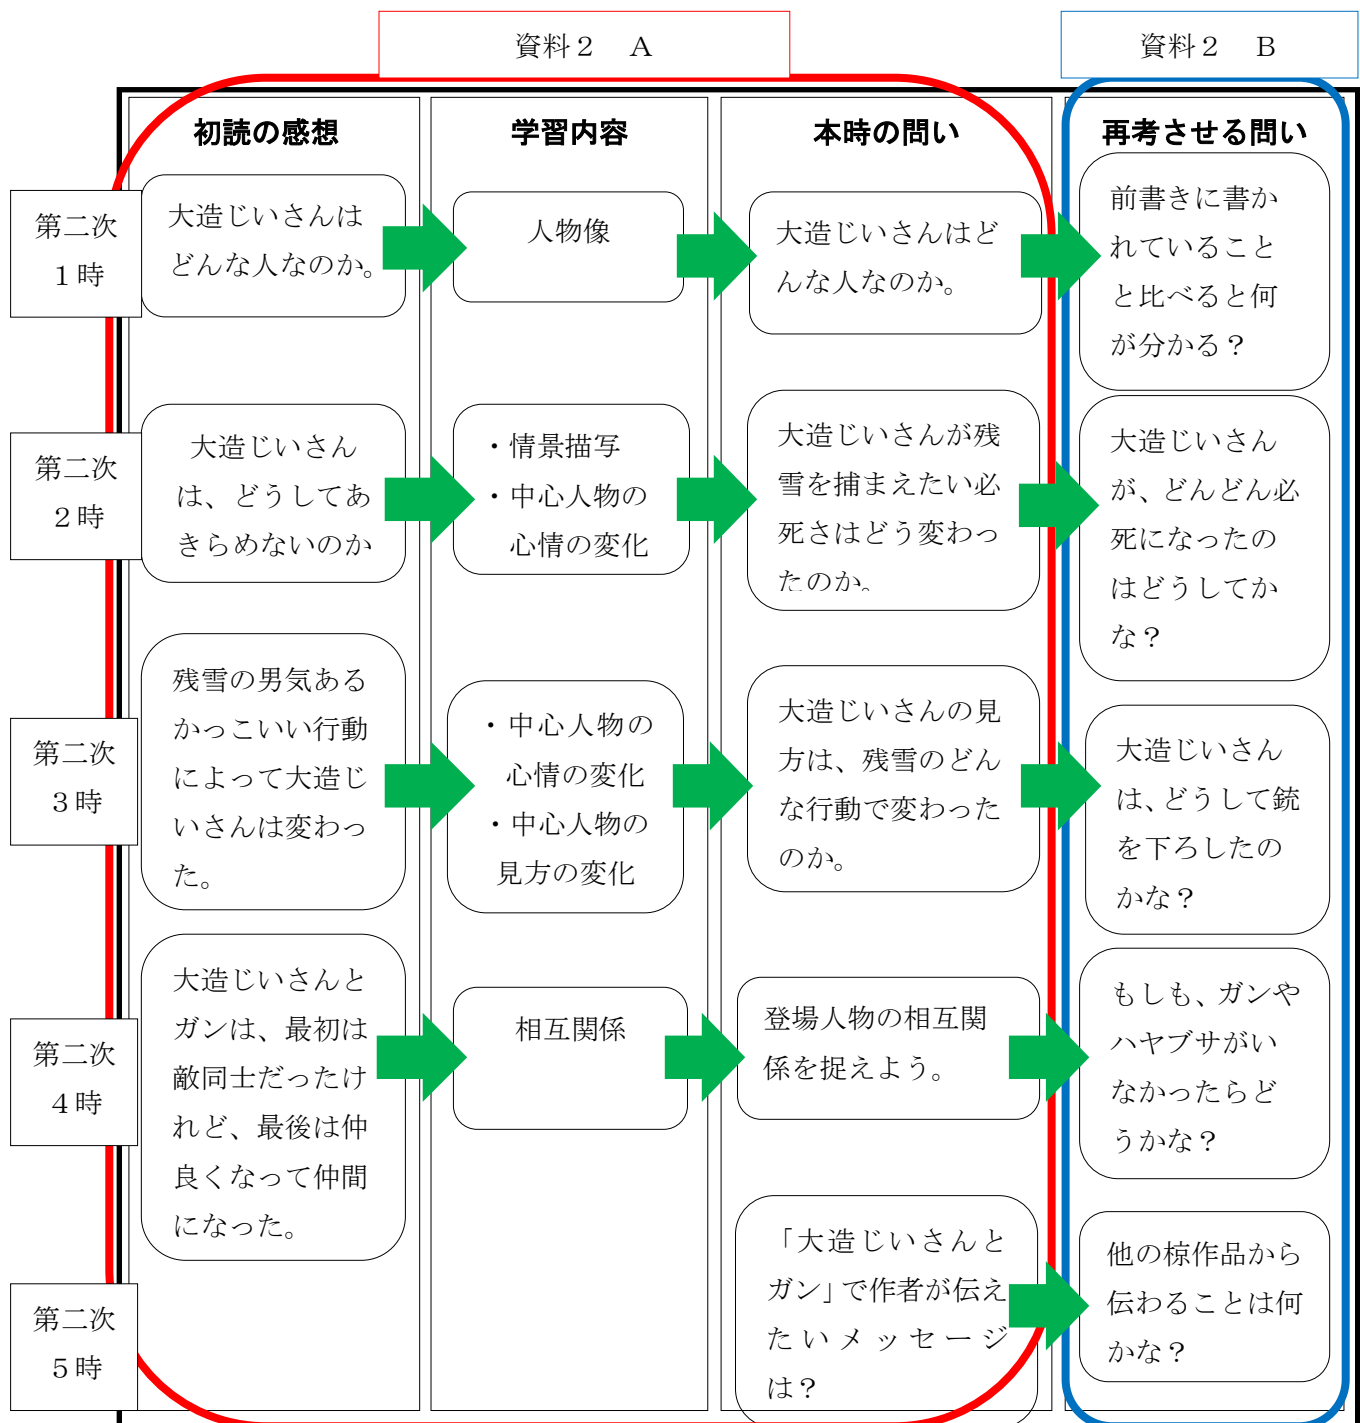 資料２　A
資料２　B
初読の感想
学習内容
本時の問い
再考させる問い
第二次
１時
大造じいさんは
どんな人なのか。
人物像
大造じいさんはど
んな人なのか。
前書きに書か
れていること
と比べると何
が分かる？
第二次
２時
大造じいさん
は、どうしてあ
きらめないのか
・情景描写
・中心人物の
心情の変化
大造じいさんが残
雪を捕まえたい必
死さはどう変わっ
たのか。
大造じいさん
が、どんどん必
死になったの
はどうしてか
な？
第二次
３時
残雪の男気ある
かっこいい行動
によって大造じ
いさんは変わっ
た。
・中心人物の
心情の変化
・中心人物の
見方の変化
大造じいさんの見
方は、残雪のどん
な行動で変わった
のか。
大造じいさん
は、どうして銃
を下ろしたの
かな？
第二次
４時
大造じいさんと
ガンは、最初は
敵同士だったけ
れど、最後は仲
良くなって仲間
になった。
相互関係
登場人物の相互関
係を捉えよう。
もしも、ガンや
ハヤブサがい
なかったらど
うかな？
第二次
５時
「大造じいさんと
ガン」で作者が伝え
たいメッセージ
は？
他の椋作品から
伝わることは何
かな？